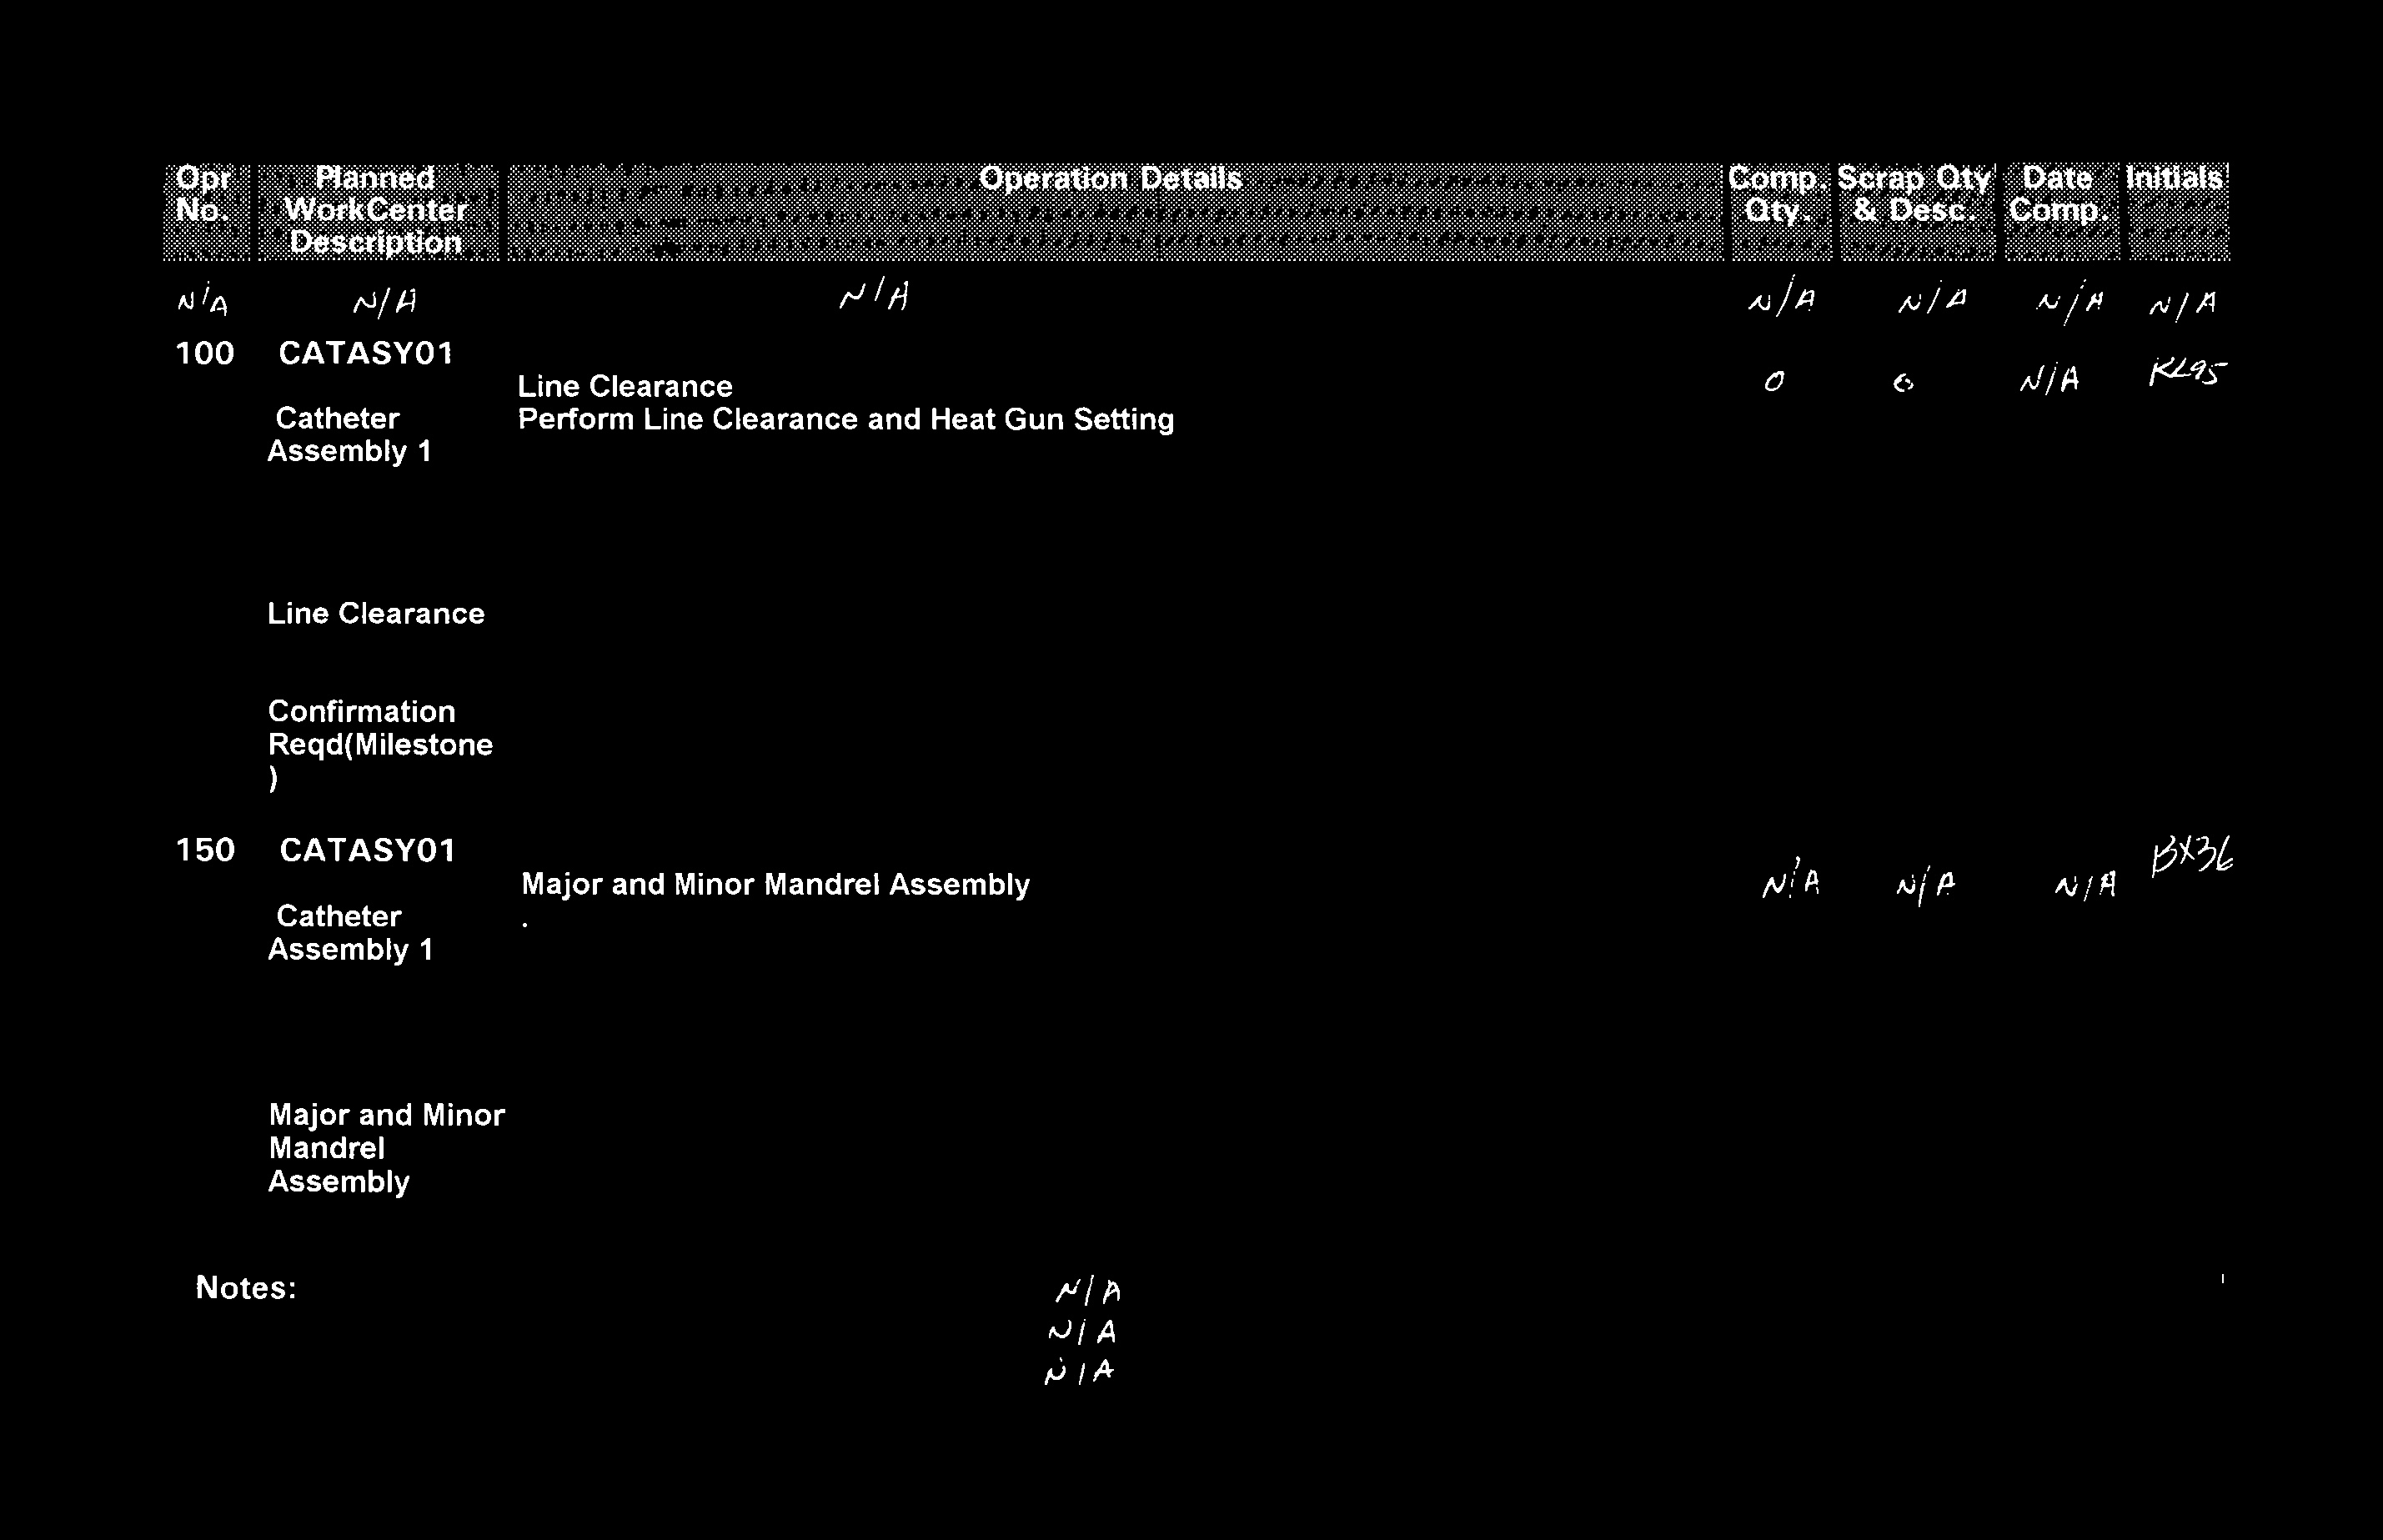 Opr No. Planned WorkCenter Description Operation Details Comp. Qty. Scrap Qty & Desc. Date Comp. Initials
N/A N/A N/A N/A N/A N/A N/A
100 CATASY01
Line Clearance 0 0 N/A RL95
Catheter Perform Line Clearance and Heat Gun Setting
Assembly 1
Line Clearance
Confirmation
Reqd(Milestone
)
150 CATASY01 BX36
Major and Minor Mandrel Assembly N/A N/A N/A
Catheter .
Assembly 1
Major and Minor
Mandrel
Assembly
Notes: N/A
N/A
N/A